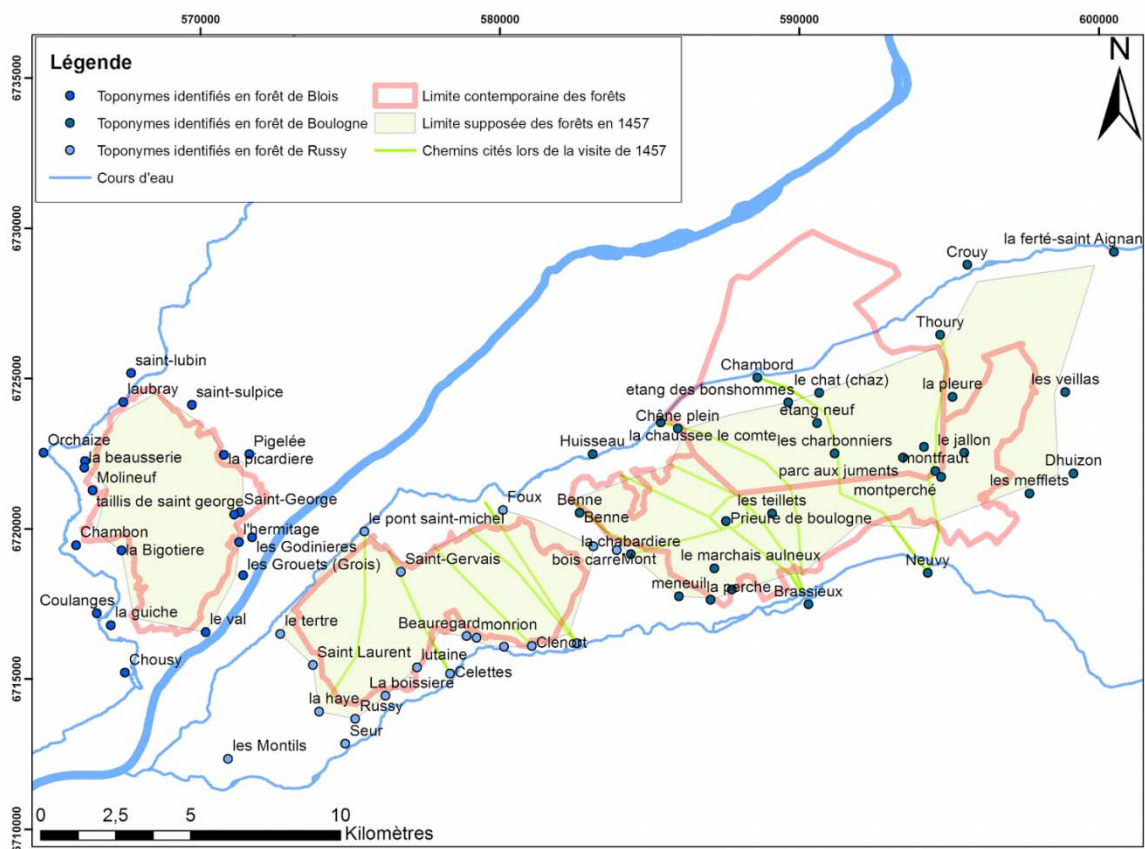 570000 580000 590000 600000
6735000
6730000
6725000
6720000
6715000
6710000
N
Légende
Toponymes identifiés en forêt de Blois
Toponymes identifiés en forêt de Boulogne
Toponymes identifiés en forêt de Russy
Cours d'eau
Limite contemporaine des forêts
Limite supposée des forêts en 1457
Chemins cités lors de la visite de 1457
la ferté-saint Aignan
Crouy
Thoury
saint-lubin
Chambord
laubray
saint-sulpice
etang des bonshommes
le chat (chaz)
la pleure
les veillas
Chêne plein
etang neuf
Orchaize
Pigelée
la beausserie
la picardiere
Huisseau
la chaussee le comte
les charbonniers
le jallon
Molineuf
montfraut
Dhuizon
taillis de saint george
Saint-George
parc aux juments
montperché
les mefflets
Foux
Benne
Benne
les teillets
le pont saint-michel
Prieure de boulogne
Chambon
l'hermitage
la Bigotiere
les Godinieres
la chabardiere
les Grouets (Grois)
Saint-Gervais
bois carre
Mont
le marchais aulneux
Neuvy
Coulanges
la guiche
le val
le tertre
Beauregard
morrion
Clénort
meneuil
la perche
Brassieux
Chousy
Saint Laurent
lutaine
Celettes
La boissiere
la haye
Russy
Seur
les Montils
0 2,5 5 10
Kilomètres